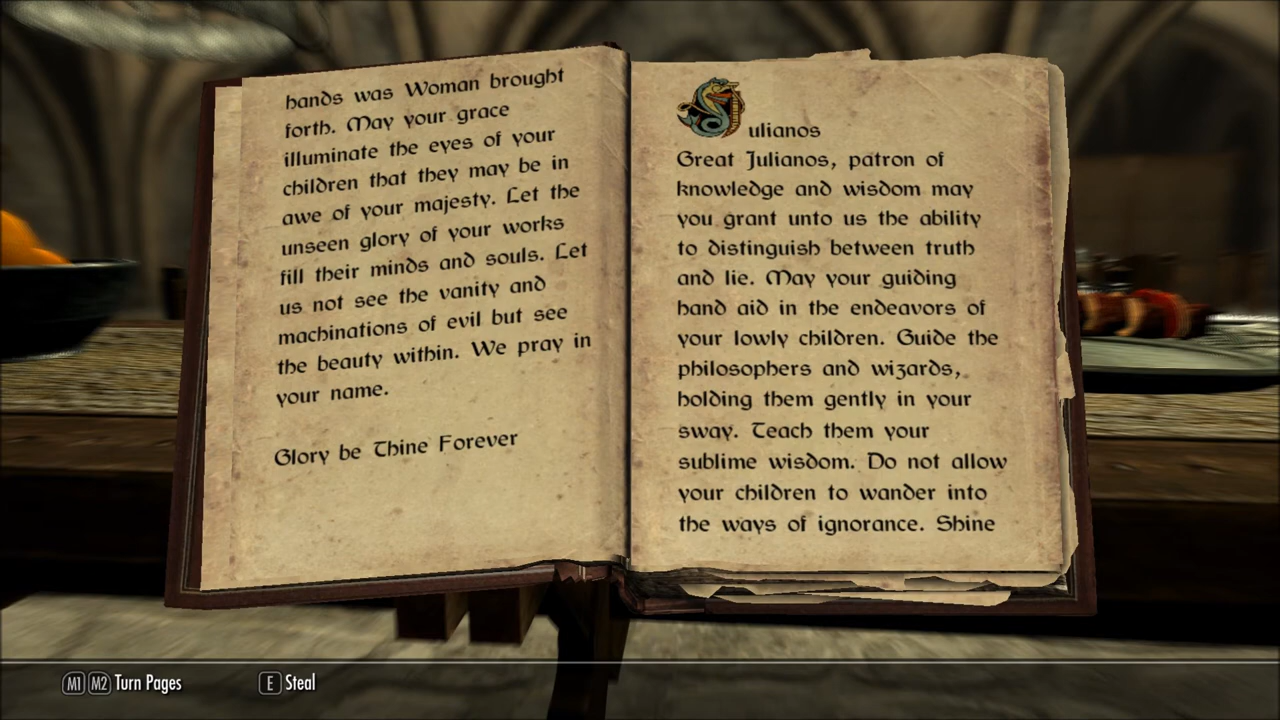 hands was Woman brought
forth. May your grace
illuminate the eyes of your
children that they may be in
awe of your majesty. Let the
unseen glory of your works
fill their minds and souls. Let
us not see the vanity and
machinations of evil but see
the beauty within. We pray in
your name.
Glory be Thine Forever
Julianos
Great Julianos, patron of
knowledge and wisdom may
you grant unto us the ability
to distinguish between truth
and lie. May your guiding
hand aid in the endeavors of
your lowly children. Guide the
philosophers and wizards,
holding them gently in your
sway. Teach them your
sublime wisdom. Do not allow
your children to wander into
the ways of ignorance. Shine
M1 M2 Turn Pages
E Steal